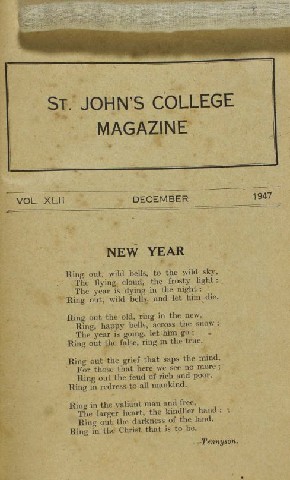 ST. JOHN'S COLLEGE
MAGAZINE
VOL XLII DECEMBER 1947
NEW YEAR
Ring out, wild bells, to the wild sky,
The flying cloud, the frosty light:
The year is dying in the night;
Ring out, wild bells, and let him die.
Ring out the old, ring in the new,
Ring, happy bells, across the snow;
The year is going, let him go:
Ring out the false, ring in the true.
Ring out the grief that saps the mind,
For those that here we see no more;
Ring out the feud of rich and poor,
Ring in redress to all mankind.
Ring in the valiant man and free,
The larger heart, the kindlier hand:
Ring out the darkness of the land,
Ring in the Christ that is to be.
-Tennyson.